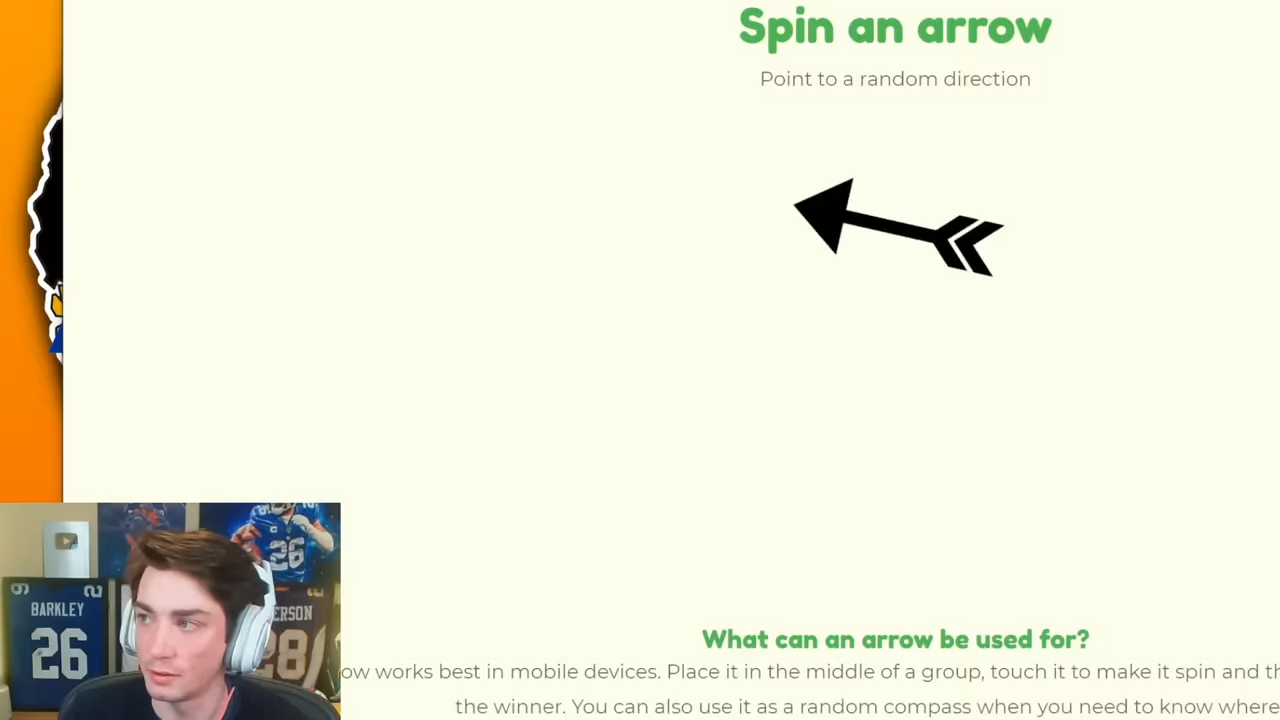 Spin an arrow
Point to a random direction
What can an arrow be used for?
works best in mobile devices. Place it in the middle of a group, touch it to make it spin and
the winner. You can also use it as a random compass when you need to know where
BARKLEY
26
26
28